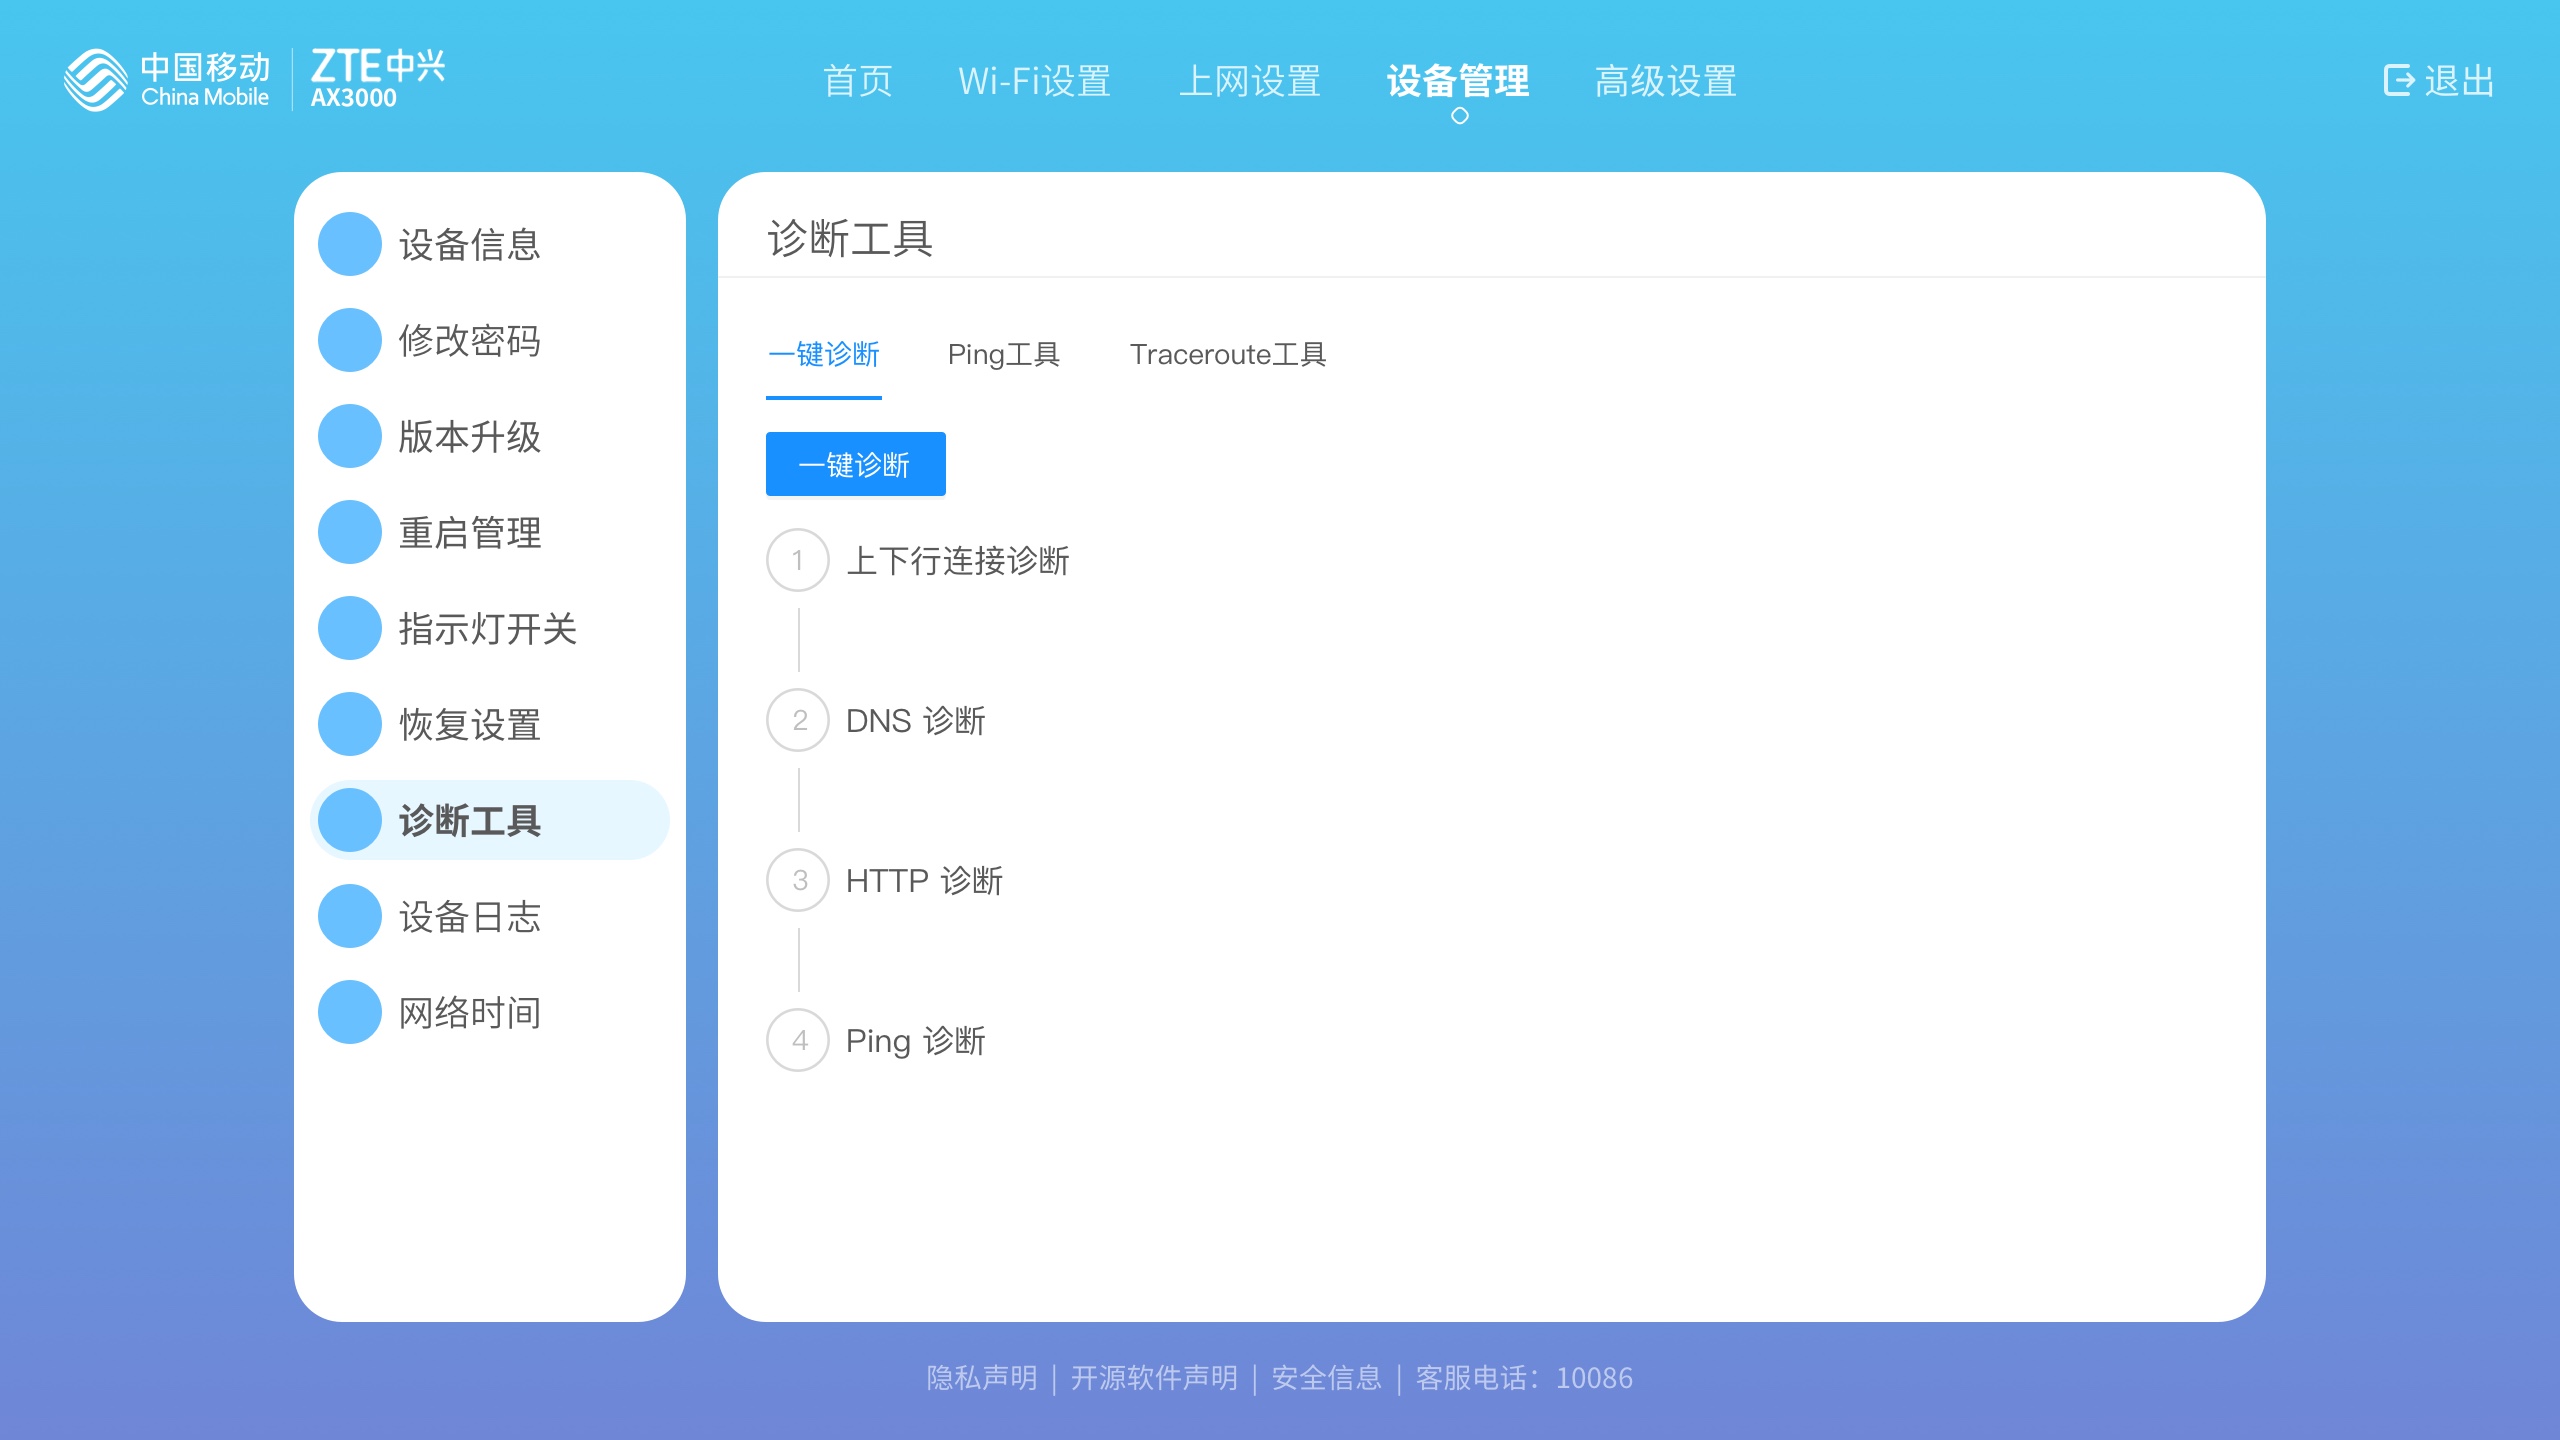 中国移动
China Mobile
ZTE中兴
AX3000
首页
Wi-Fi设置
上网设置
设备管理
高级设置
退出
设备信息
修改密码
版本升级
重启管理
指示灯开关
恢复设置
诊断工具
设备日志
网络时间
诊断工具
一键诊断
Ping工具
Traceroute工具
一键诊断
1 上下行连接诊断
2 DNS 诊断
3 HTTP 诊断
4 Ping 诊断
隐私声明 | 开源软件声明 | 安全信息 | 客服电话：10086